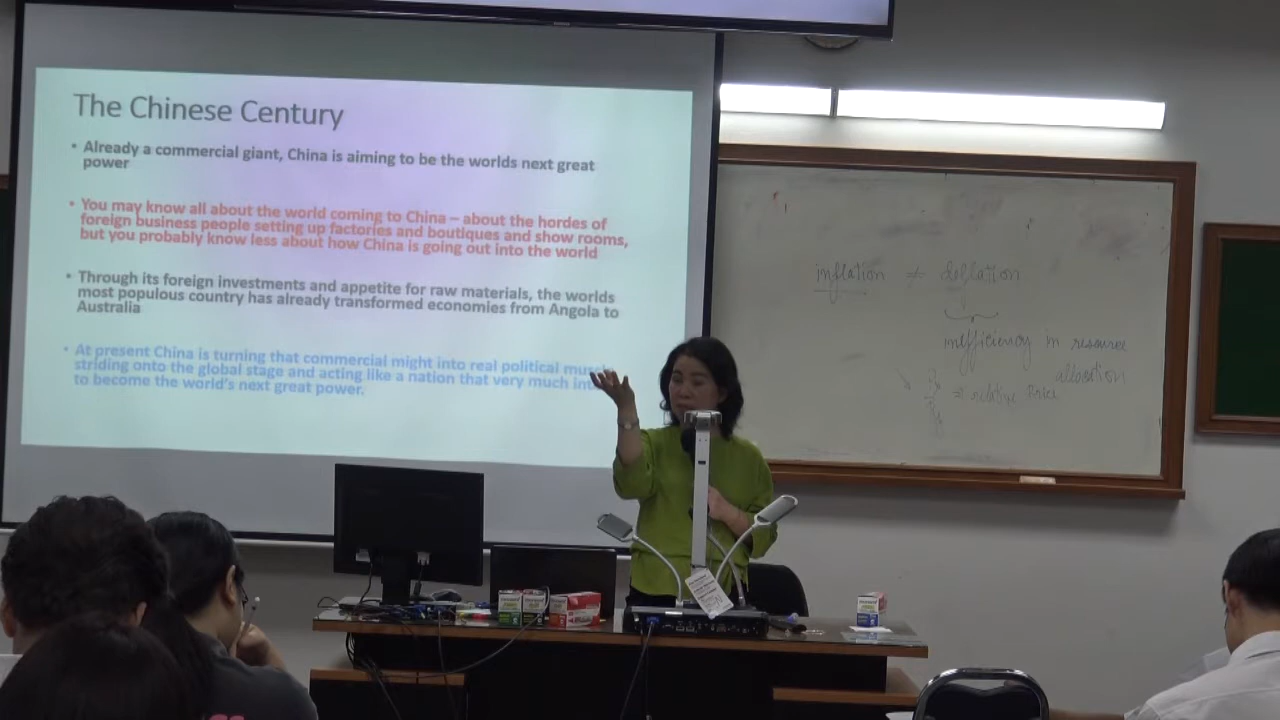 The Chinese Century
• Already a commercial giant, China is aiming to be the worlds next great
power
• You may know all about the world coming to China – about the hordes of
foreign business people setting up factories and boutiques and show rooms,
but you probably know less about how China is going out into the world
• Through its foreign investments and appetite for raw materials, the worlds
most populous country has already transformed economies from Angola to
Australia
• At present China is turning that commercial might into real political
striding onto the global stage and acting like a nation that very much
to become the world's next great power.
inflation ≠ deflation
inefficiency in resource
allocation
⇒ relative Price